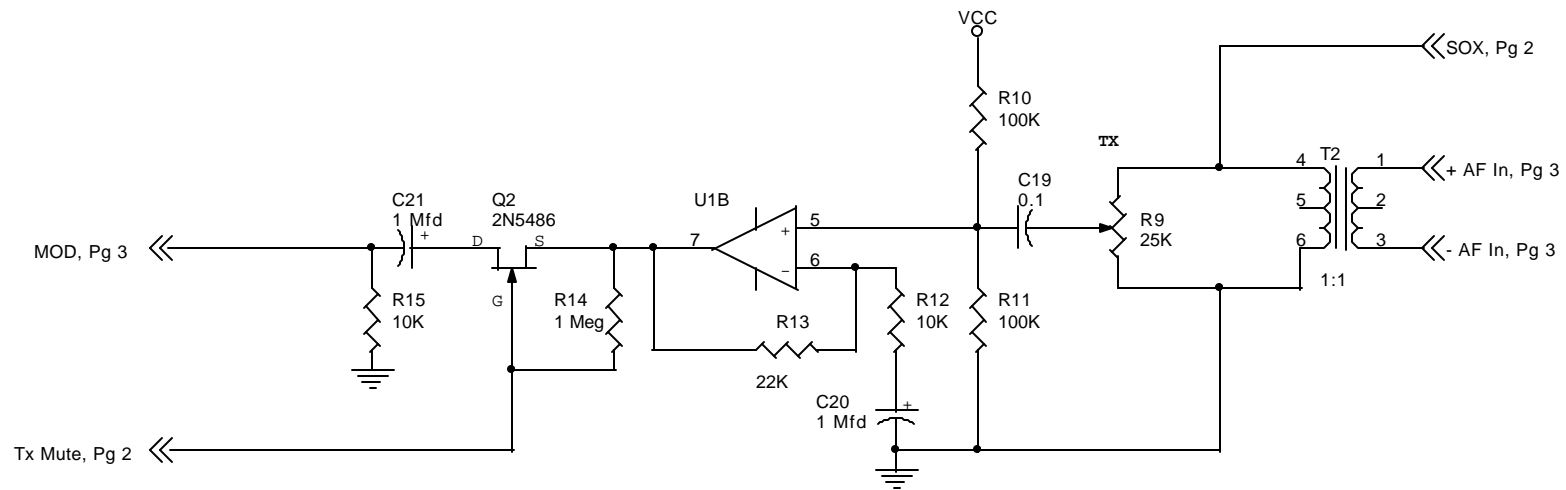 VCC
SOX, Pg 2
R10
100K
TX
T2
4
1
+ AF In, Pg 3
C19
0.1
C21
1 Mfd
+
Q2
2N5486
U1B
5
+
R9
25K
5
2
D
S
7
MOD, Pg 3
6
−
6
3
- AF In, Pg 3
1:1
G
R15
10K
R14
1 Meg
R13
22K
R12
10K
R11
100K
C20
1 Mfd
+
Tx Mute, Pg 2